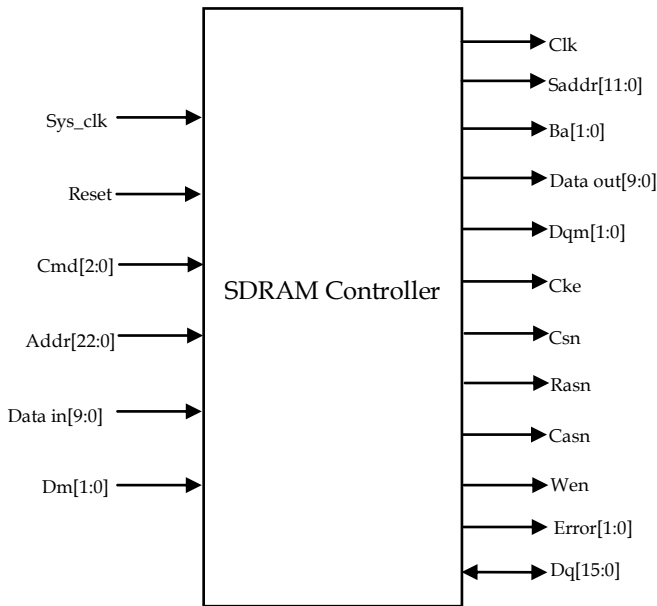 Sys_clk
Reset
Cmd[2:0]
Addr[22:0]
Data in[9:0]
Dm[1:0]
SDRAM Controller
Clk
Saddr[11:0]
Ba[1:0]
Data out[9:0]
Dqm[1:0]
Cke
Csn
Rasn
Casn
Wen
Error[1:0]
Dq[15:0]